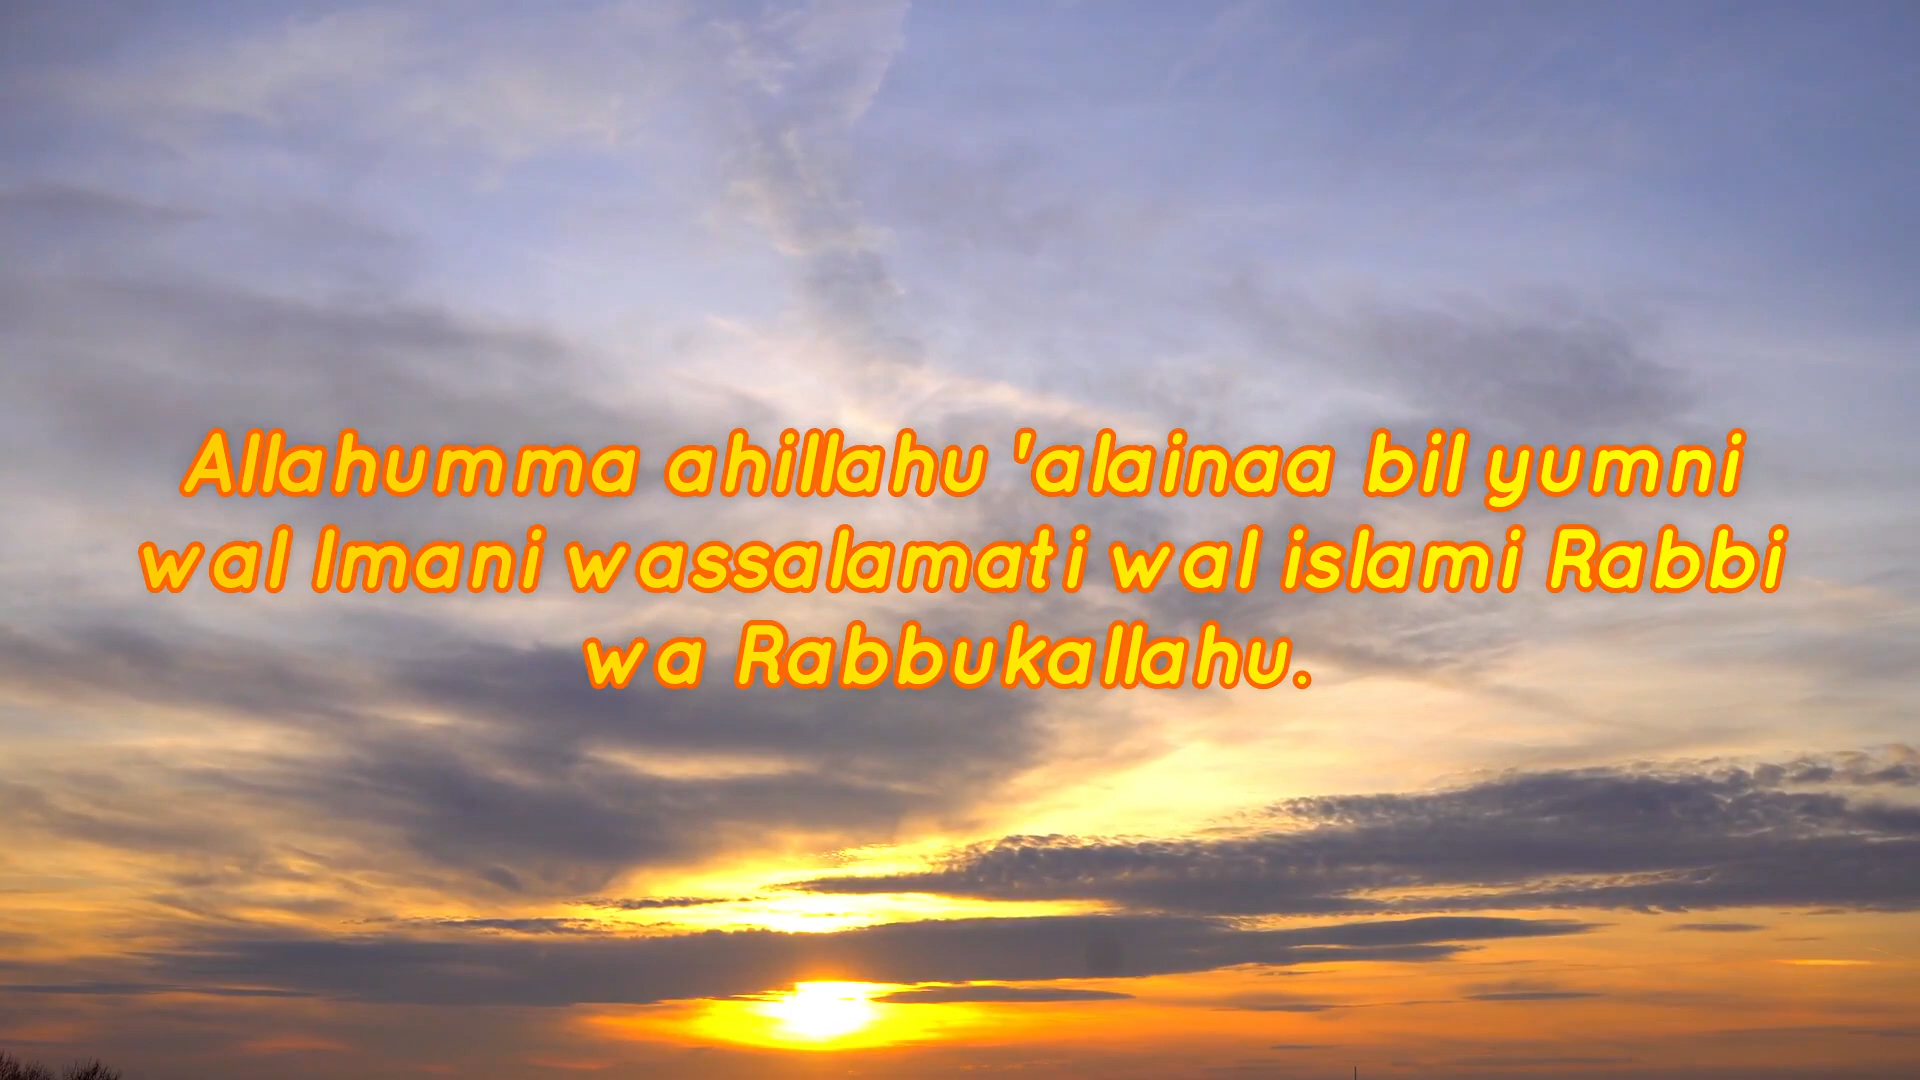 Allahumma ahillahu 'alainaa bil yumni
wal Imani wassalamati wal islami Rabbi
wa Rabbukallahu.